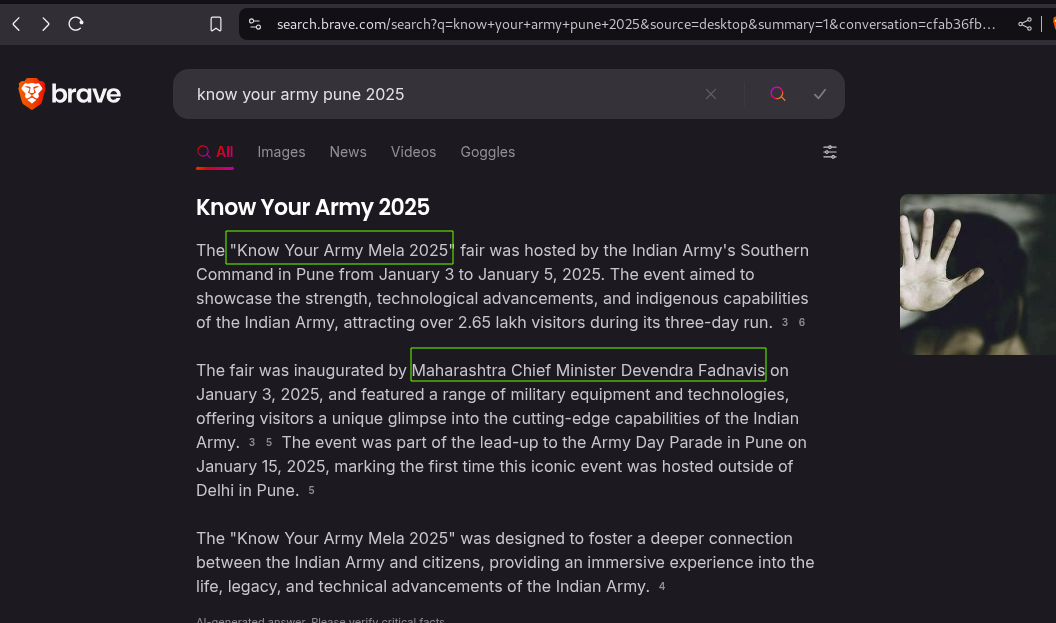 search.brave.com/search?q=know+your+army+pune+2025&source=desktop&summary=1&conversation=cfab36fb…
brave
know your army pune 2025
All Images News Videos Goggles
Know Your Army 2025
The "Know Your Army Mela 2025" fair was hosted by the Indian Army's Southern
Command in Pune from January 3 to January 5, 2025. The event aimed to
showcase the strength, technological advancements, and indigenous capabilities
of the Indian Army, attracting over 2.65 lakh visitors during its three-day run. 3 6
The fair was inaugurated by Maharashtra Chief Minister Devendra Fadnavis on
January 3, 2025, and featured a range of military equipment and technologies,
offering visitors a unique glimpse into the cutting-edge capabilities of the Indian
Army. 3 5 The event was part of the lead-up to the Army Day Parade in Pune on
January 15, 2025, marking the first time this iconic event was hosted outside of
Delhi in Pune. 5
The "Know Your Army Mela 2025" was designed to foster a deeper connection
between the Indian Army and citizens, providing an immersive experience into the
life, legacy, and technical advancements of the Indian Army. 4
AI-generated answer. Please verify critical facts.